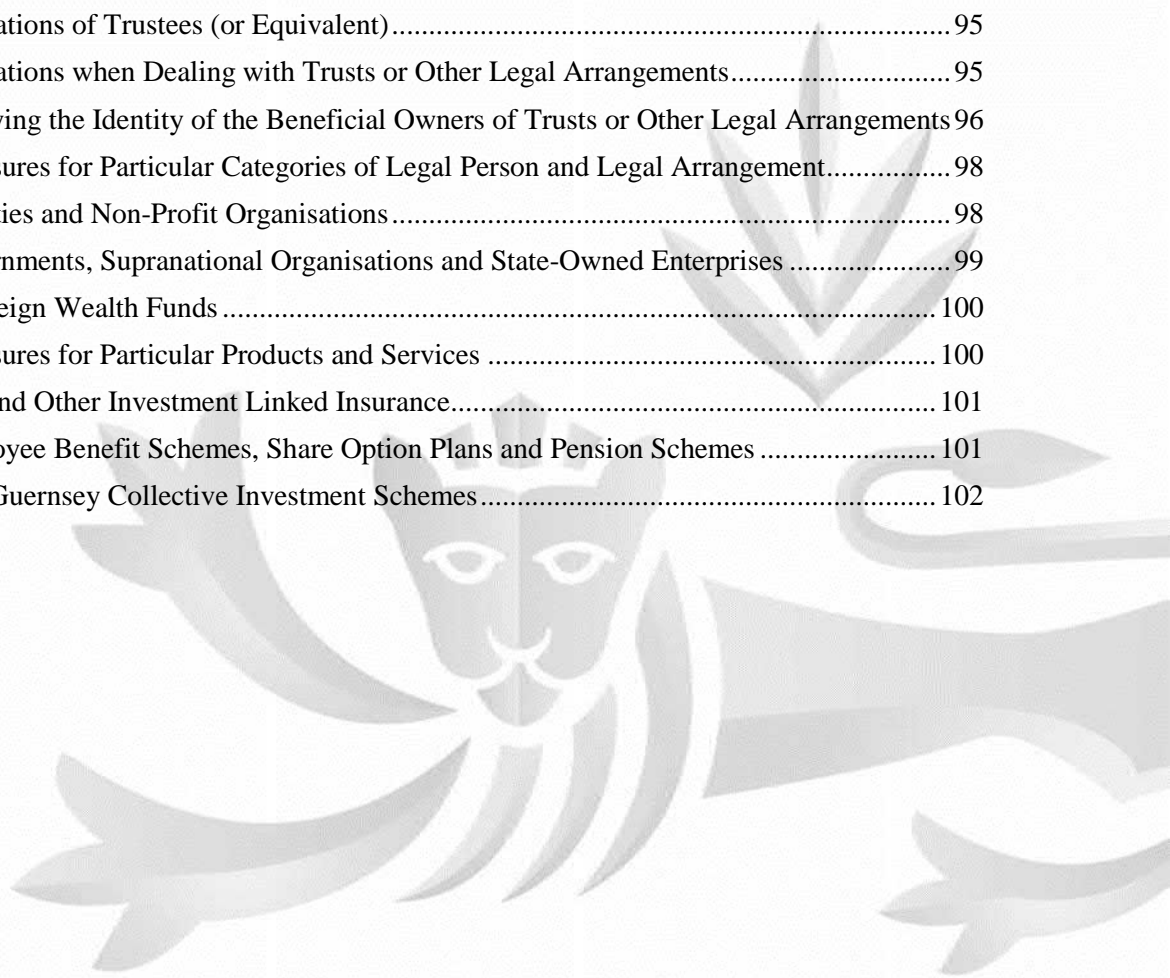 ations of Trustees (or Equivalent) ........................................................................... 95
ations when Dealing with Trusts or Other Legal Arrangements ............................. 95
ying the Identity of the Beneficial Owners of Trusts or Other Legal Arrangements 96
sures for Particular Categories of Legal Person and Legal Arrangement ................ 98
ties and Non-Profit Organisations ........................................................................... 98
rnments, Supranational Organisations and State-Owned Enterprises ..................... 99
eign Wealth Funds ................................................................................................ 100
sures for Particular Products and Services ............................................................ 100
nd Other Investment Linked Insurance ................................................................. 101
oyee Benefit Schemes, Share Option Plans and Pension Schemes ........................ 101
Guernsey Collective Investment Schemes ............................................................. 102